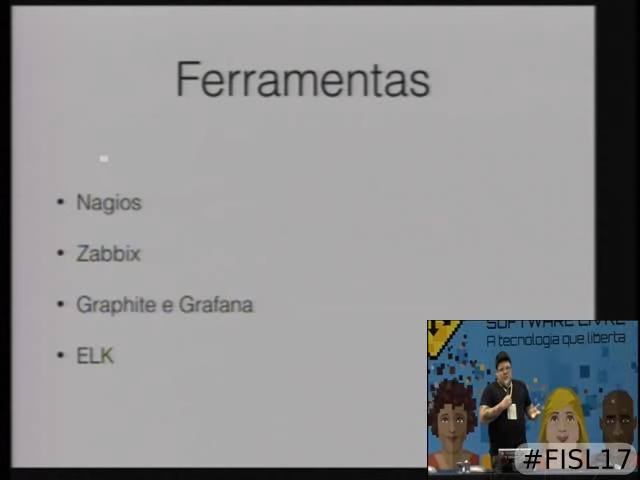 Ferramentas
• Nagios
• Zabbix
• Graphite e Grafana
• ELK
SOFTWARE LIVRE
A tecnologia que liberta
#FISL17